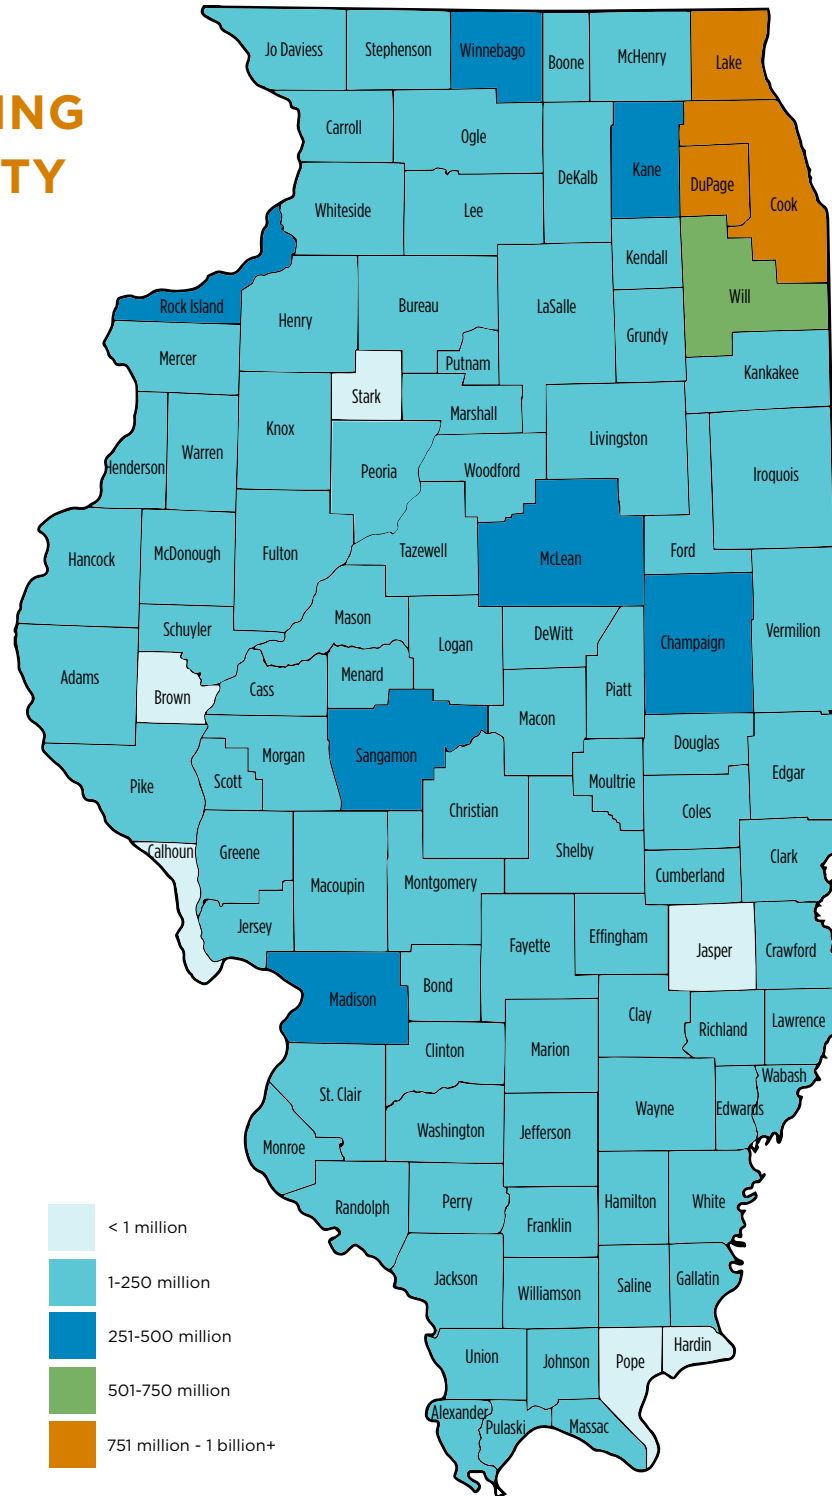 ING
TY
Jo Daviess
Stephenson
Winnebago
Boone
McHenry
Lake
Carroll
Ogle
DeKalb
Kane
DuPage
Cook
Whiteside
Lee
Kendall
Rock Island
Henry
Bureau
LaSalle
Will
Grundy
Mercer
Putnam
Kankakee
Stark
Marshall
Knox
Livingston
Henderson
Warren
Peoria
Woodford
Iroquois
Hancock
McDonough
Fulton
Tazewell
McLean
Ford
Mason
Schuyler
Logan
DeWitt
Champaign
Vermilion
Adams
Brown
Cass
Menard
Piatt
Macon
Pike
Scott
Morgan
Sangamon
Douglas
Edgar
Moultrie
Christian
Coles
Calhoun
Greene
Macoupin
Montgomery
Shelby
Cumberland
Clark
Jersey
Fayette
Effingham
Jasper
Crawford
Madison
Bond
Clay
Richland
Lawrence
Clinton
Marion
Wabash
St. Clair
Wayne
Edwards
Washington
Jefferson
Monroe
Randolph
Perry
Hamilton
White
Franklin
Jackson
Williamson
Saline
Gallatin
Union
Johnson
Pope
Hardin
Alexander
Pulaski
Massac
< 1 million
1-250 million
251-500 million
501-750 million
751 million - 1 billion+